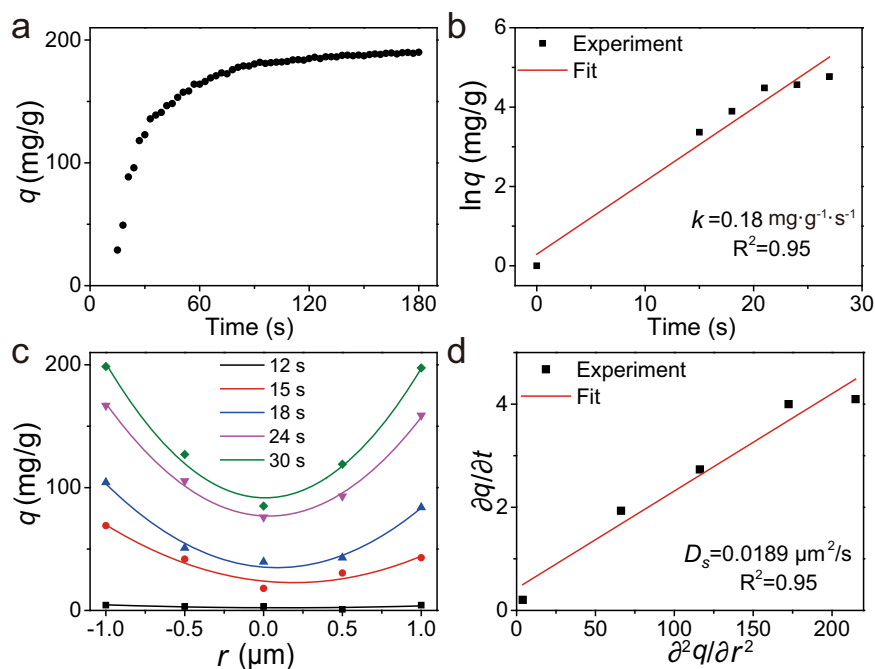 a
200
100
0
q (mg/g)
0 60 120 180
Time (s)
b
6
4
2
0
ln q (mg/g)
Experiment
Fit
k=0.18 mg·g⁻¹·s⁻¹
R²=0.95
0 10 20 30
Time (s)
c
200
100
0
q (mg/g)
12 s
15 s
18 s
24 s
30 s
-1.0 -0.5 0.0 0.5 1.0
r (μm)
d
4
2
0
∂q/∂t
Experiment
Fit
Dₛ=0.0189 μm²/s
R²=0.95
0 50 100 150 200
∂²q/∂r²